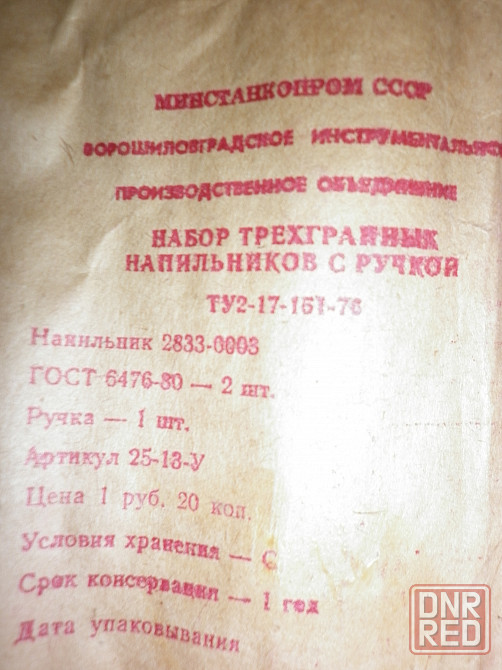 МИНСТАНКОПРОМ СССР
ВОРОШИЛОВГРАДСКОЕ ИНСТРУМЕНТАЛЬНОЕ
ПРОИЗВОДСТВЕННОЕ ОБЪЕДИНЕНИЕ
НАБОР ТРЕХГРАННЫХ
НАПИЛЬНИКОВ С РУЧКОЙ
ТУ2-17-151-76
Напильник 2833-0003
ГОСТ 6476-80 — 2 шт.
Ручка — 1 шт.
Артикул 25-13-У
Цена 1 руб. 20 коп.
Условия хранения — С
Срок консервации — 1 год
Дата упаковывания
DNR
RED